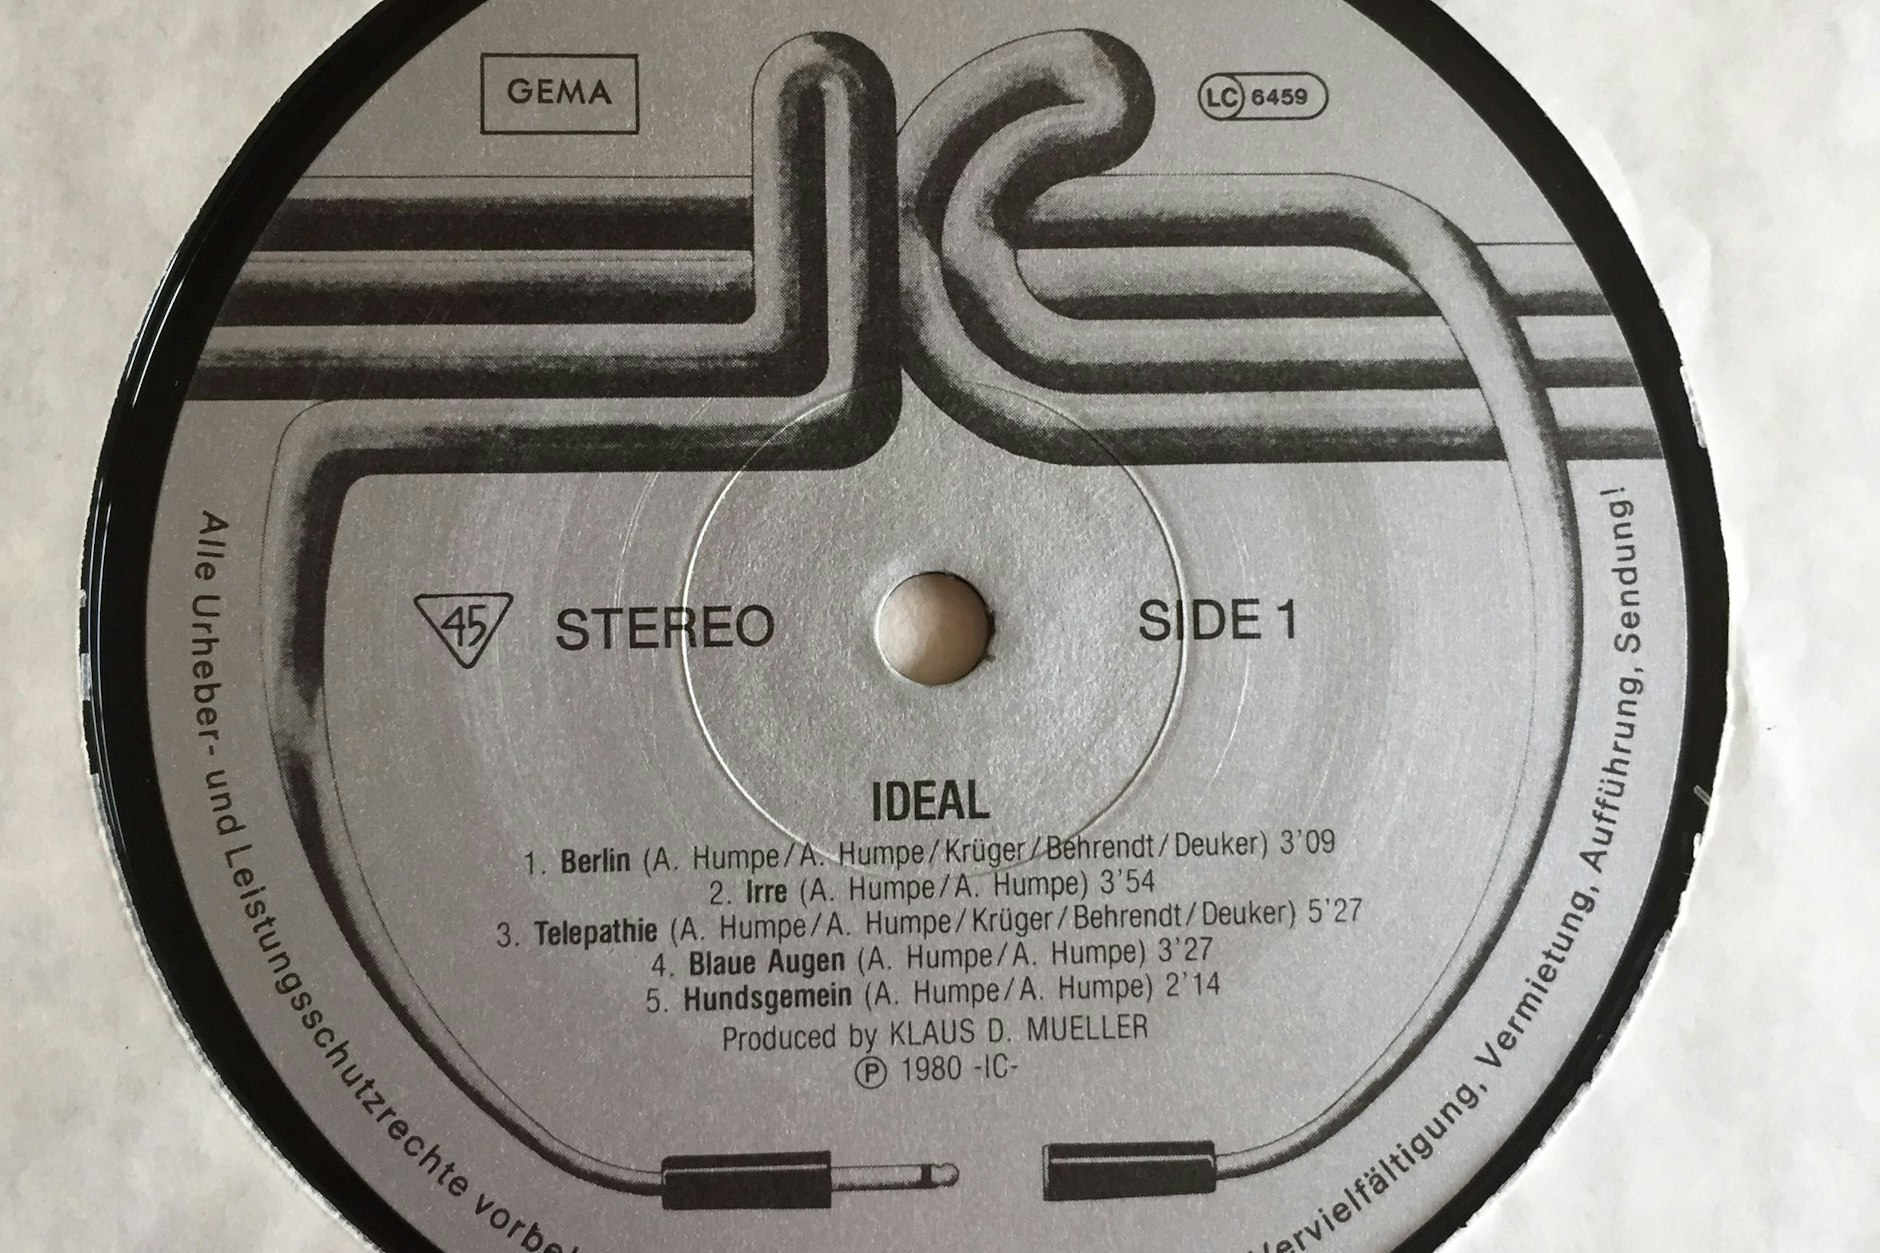 GEMA
LC 6459
45 STEREO
SIDE 1
IDEAL
1. Berlin (A. Humpe/A. Humpe/Krüger/Behrendt/Deuker) 3'09
2. Irre (A. Humpe/A. Humpe) 3'54
3. Telepathie (A. Humpe/A. Humpe/Krüger/Behrendt/Deuker) 5'27
4. Blaue Augen (A. Humpe/A. Humpe) 3'27
5. Hundsgemein (A. Humpe/A. Humpe) 2'14
Produced by KLAUS D. MUELLER
Ⓟ 1980 -IC-
Alle Urheber- und Leistungsschutzrechte
Vervielfältigung, Vermietung, Aufführung, Sendung!